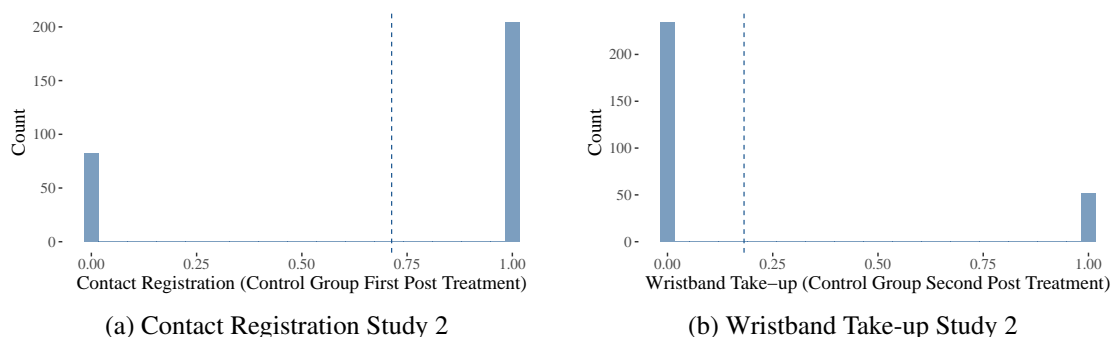 200
150
100
50
0
Count
0.00 0.25 0.50 0.75 1.00
Contact Registration (Control Group First Post Treatment)
(a) Contact Registration Study 2
200
150
100
50
0
Count
0.00 0.25 0.50 0.75 1.00
Wristband Take−up (Control Group Second Post Treatment)
(b) Wristband Take-up Study 2